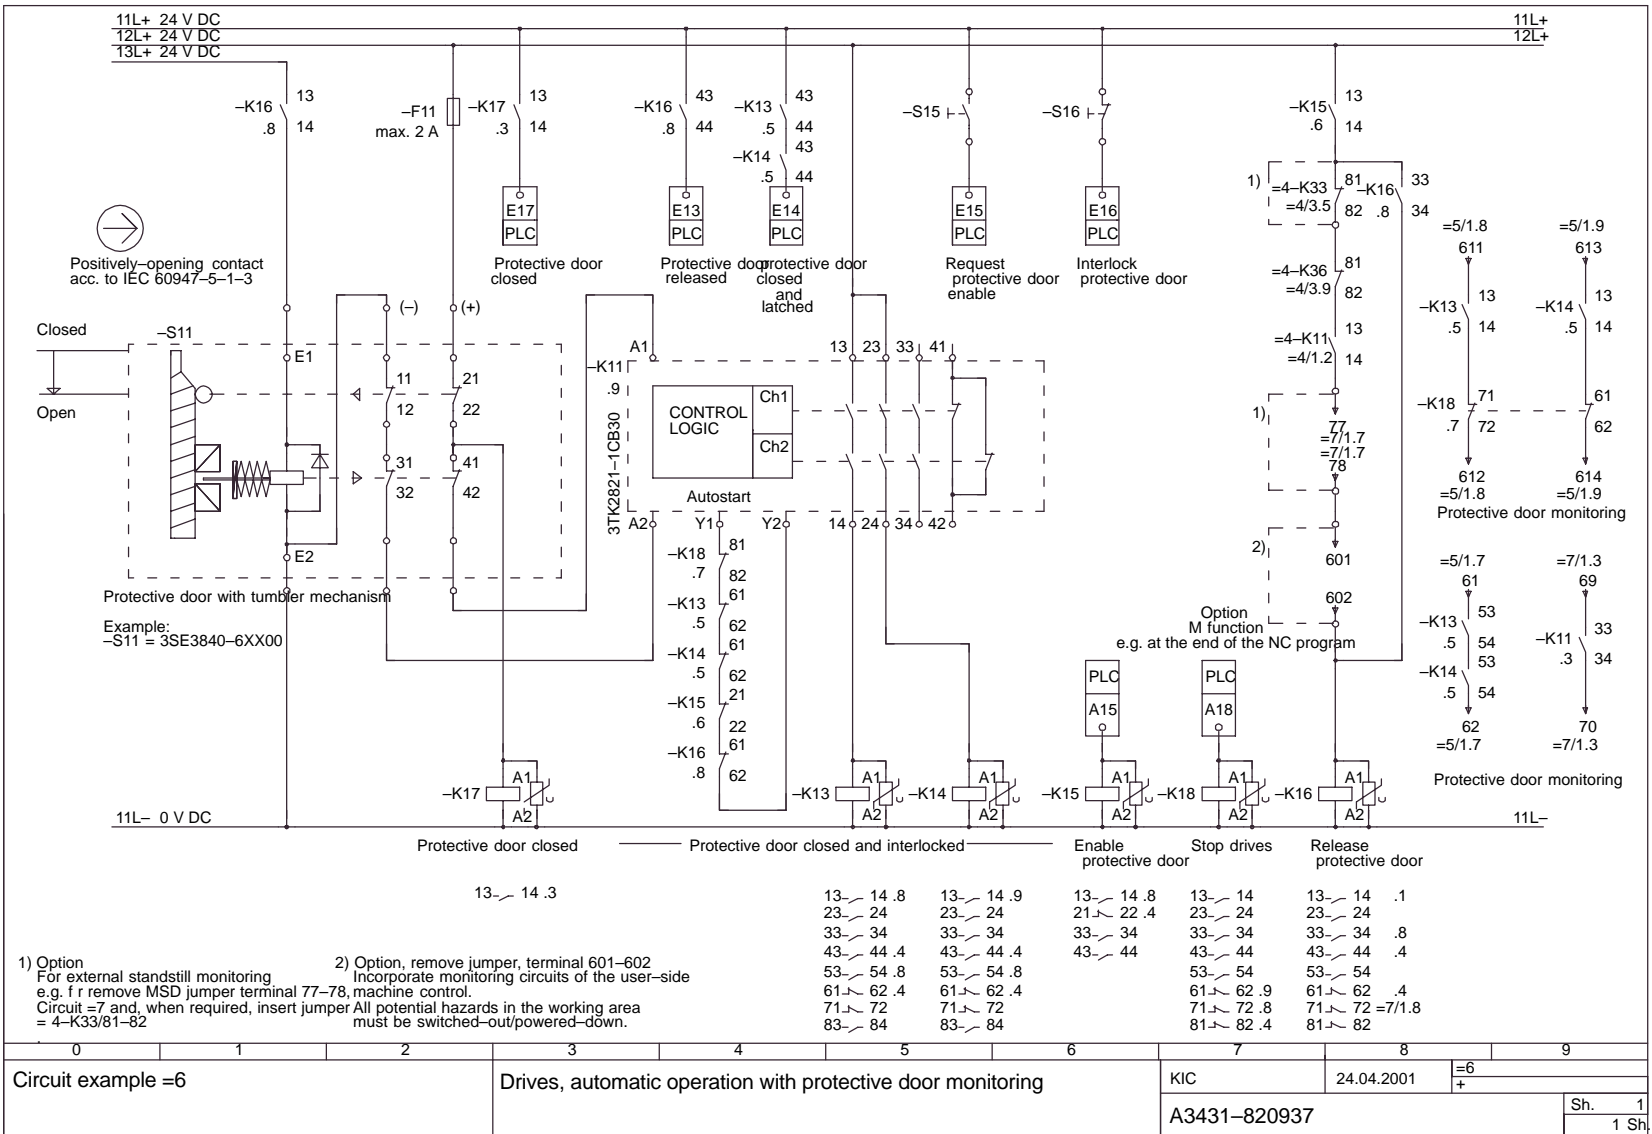 11L+ 24 V DC 11L+
12L+ 24 V DC 12L+
13L+ 24 V DC
–K16 13
.8 14
–F11
max. 2 A
–K17 13
.3 14
–K16 43
.8 44
–K13 43
.5 44
–K14 43
.5 44
–S15
–S16
–K15 13
.6 14
1)
=4–K33 81
=4/3.5 82
–K16 33
.8 34
E17
PLC
E13
PLC
E14
PLC
E15
PLC
E16
PLC
Positively–opening contact
acc. to IEC 60947–5–1–3
Protective door
closed
Protective door
released
protective door
closed
and
latched
Request
protective door
enable
Interlock
protective door
=4–K36 81
=4/3.9 82
=4–K11 13
=4/1.2 14
=5/1.8
611
–K13 13
.5 14
–K18 71
.7 72
612
=5/1.8
=5/1.9
613
–K14 13
.5 14
61
62
614
=5/1.9
Protective door monitoring
Closed
Open
–S11
E1
E2
(–)
(+)
11
12
21
22
31
32
41
42
Protective door with tumbler mechanism
Example:
–S11 = 3SE3840–6XX00
A1
–K11
.9
3TK2821–1CB30
CONTROL
LOGIC
Ch1
Ch2
13 23 33 41
Autostart
A2 Y1 Y2 14 24 34 42
–K18 81
.7 82
–K13 61
.5 62
–K14 61
.5 62
–K15 21
.6 22
–K16 61
.8 62
1)
77
=7/1.7
=7/1.7
78
2)
601
602
Option
M function
e.g. at the end of the NC program
=5/1.7
61
–K13 53
.5 54
–K14 53
.5 54
62
=5/1.7
=7/1.3
69
–K11 33
.3 34
70
=7/1.3
Protective door monitoring
PLC
A15
PLC
A18
–K17 A1
A2
–K13 A1
A2
–K14 A1
A2
–K15 A1
A2
–K18 A1
A2
–K16 A1
A2
11L– 0 V DC 11L–
Protective door closed
Protective door closed and interlocked
Enable
protective door
Stop drives
Release
protective door
13 14 .3
13 14 .8
23 24
33 34
43 44 .4
53 54 .8
61 62 .4
71 72
83 84
13 14 .9
23 24
33 34
43 44 .4
53 54 .8
61 62 .4
71 72
83 84
13 14 .8
21 22 .4
33 34
43 44
13 14
23 24
33 34
43 44
53 54
61 62 .9
71 72 .8
81 82 .4
13 14 .1
23 24
33 34 .8
43 44 .4
53 54
61 62 .4
71 72 =7/1.8
81 82
1) Option
For external standstill monitoring
e.g. f r remove MSD jumper terminal 77–78,
Circuit =7 and, when required, insert jumper
= 4–K33/81–82
.
2) Option, remove jumper, terminal 601–602
Incorporate monitoring circuits of the user–side
machine control.
All potential hazards in the working area
must be switched–out/powered–down.
0 1 2 3 4 5 6 7 8 9
Circuit example =6
Drives, automatic operation with protective door monitoring
KIC
24.04.2001
=6
+
A3431–820937
Sh. 1
1 Sh